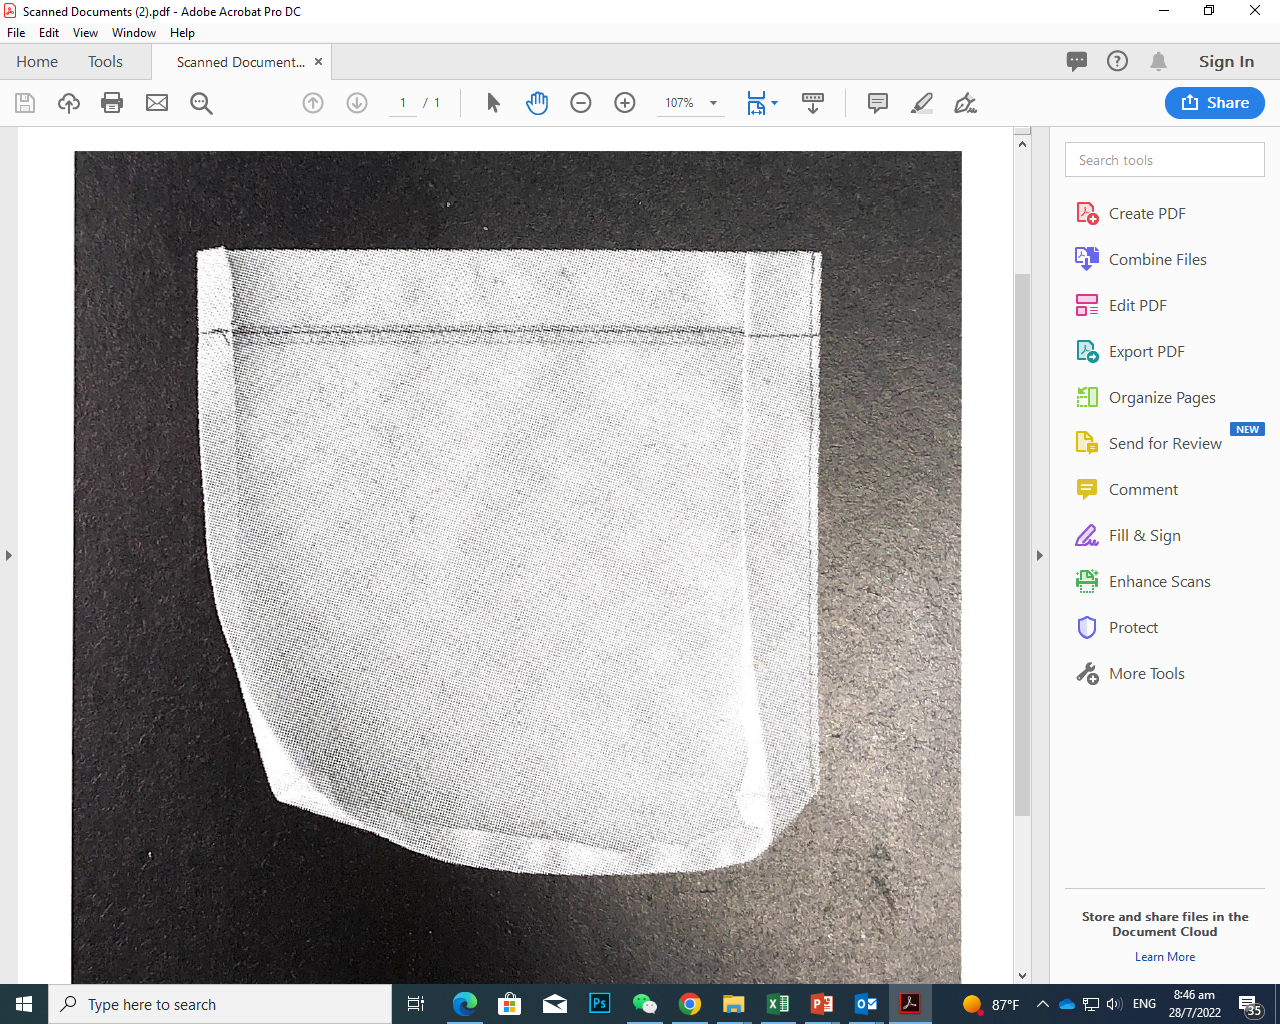 Scanned Documents (2).pdf - Adobe Acrobat Pro DC
File Edit View Window Help
Home Tools Scanned Document... × Sign In
1 / 1 107% Share
Search tools
Create PDF
Combine Files
Edit PDF
Export PDF
Organize Pages
NEW
Send for Review
Comment
Fill & Sign
Enhance Scans
Protect
More Tools
Store and share files in the
Document Cloud
Learn More
Type here to search
Ps
87°F
ENG
8:46 am
28/7/2022
35